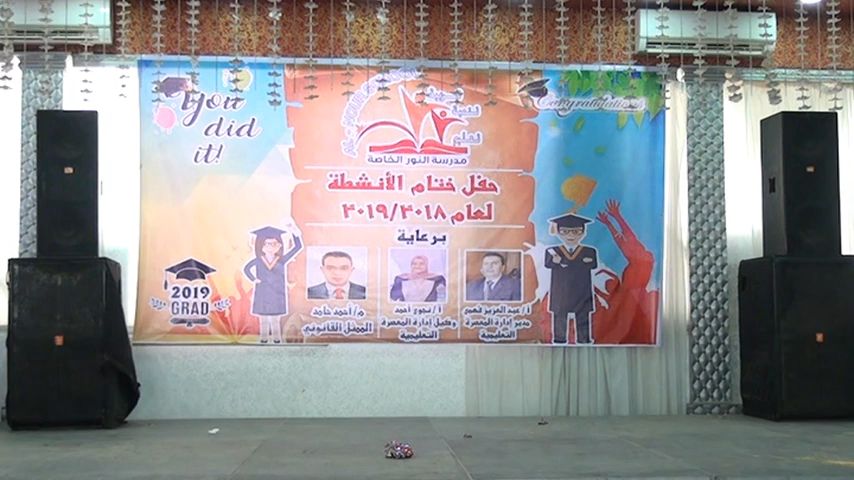 You
did
it!
Congratulations
مدرسة النور الخاصة
حفل ختام الأنشطة
لعام ٢٠١٩/٢٠١٨
برعاية
أ/ عبد العزيز فهمي
مدير إدارة المعصرة
التعليمية
أ/ نجوى أحمد
وكيل إدارة المعصرة
التعليمية
م/ أحمد حامد
الممثل القانوني
2019
GRAD